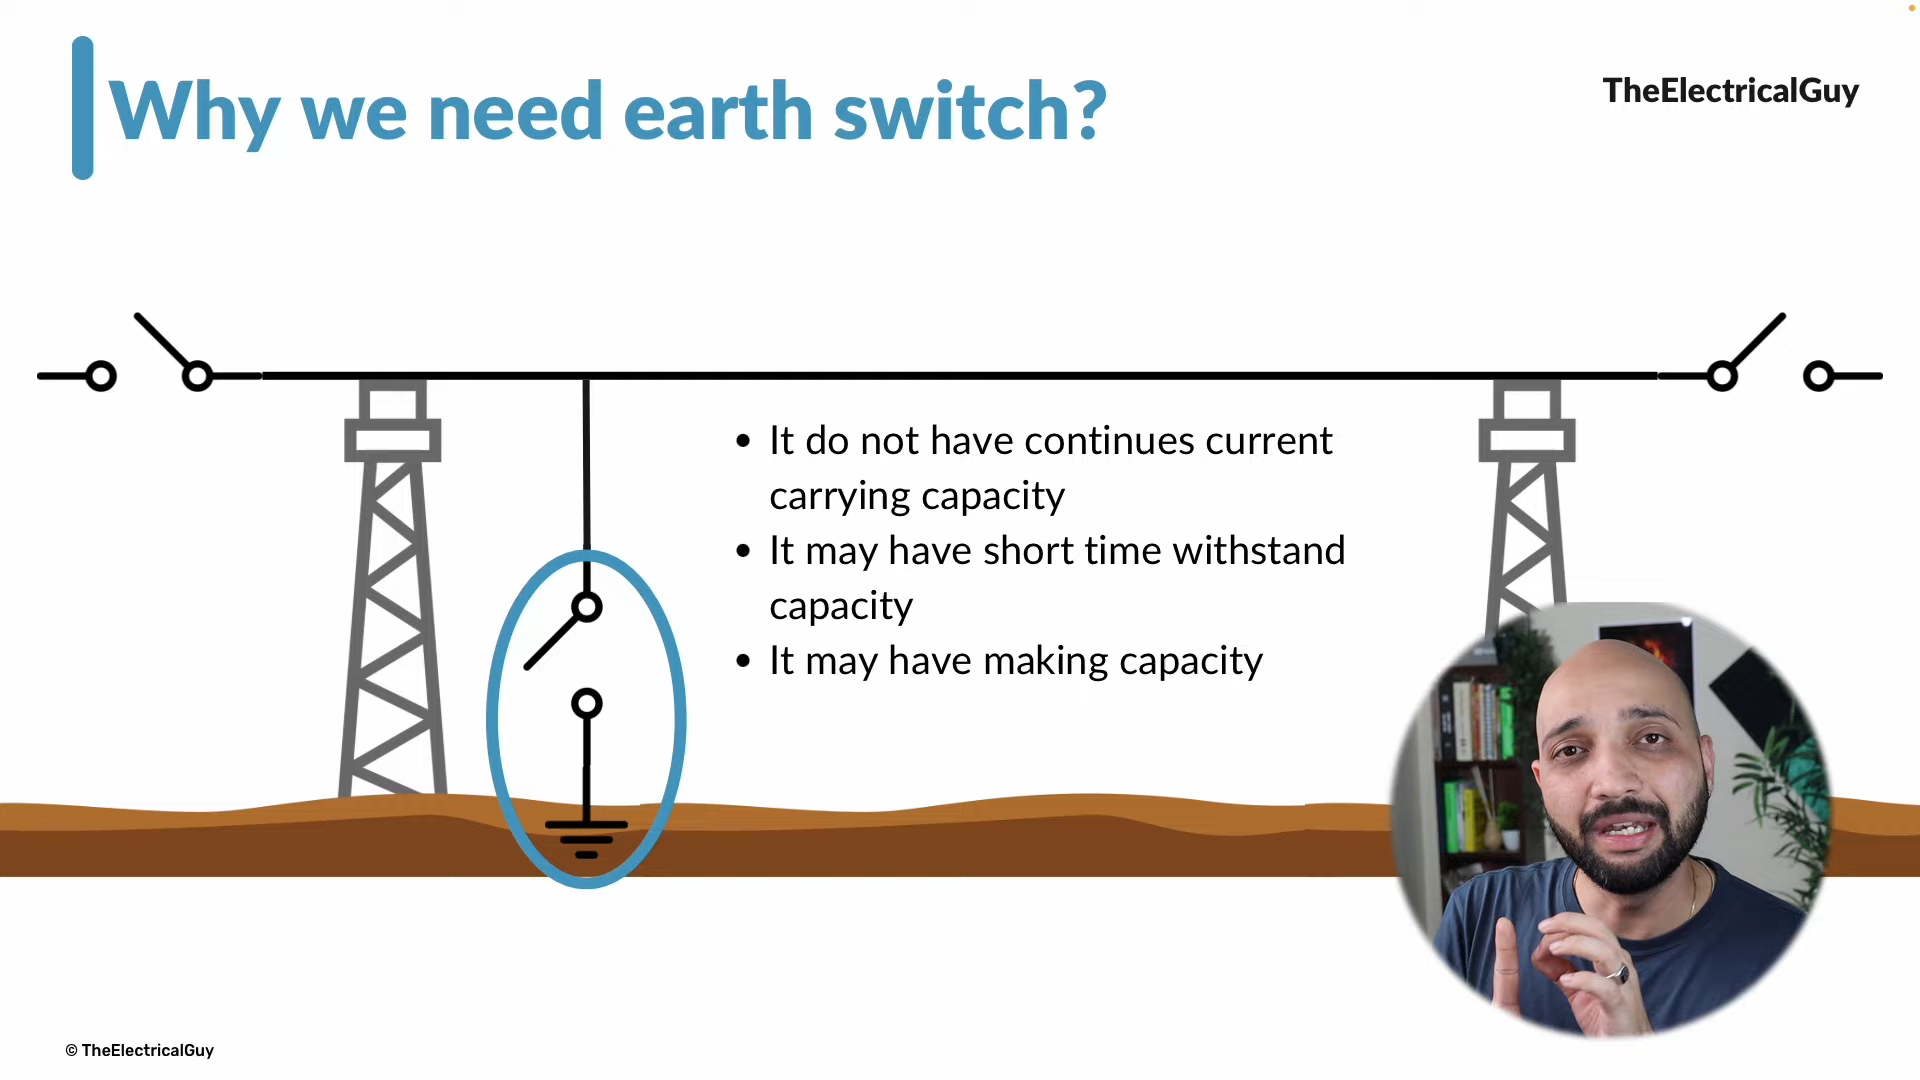 Why we need earth switch?
TheElectricalGuy
• It do not have continues current
carrying capacity
• It may have short time withstand
capacity
• It may have making capacity
© TheElectricalGuy